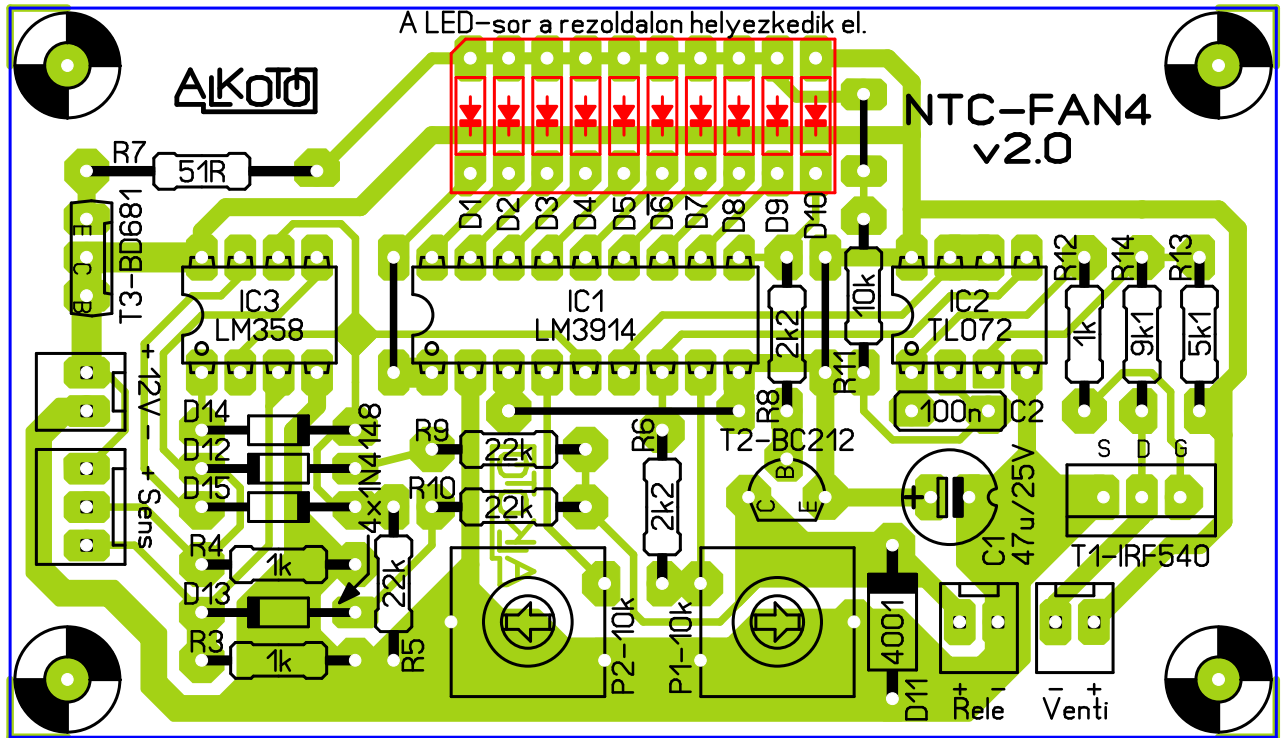 A LED-sor a rezoldalon helyezkedik el.
ALKOTÓ
NTC-FAN4
v2.0
R7
51R
D1
D2
D3
D4
D5
D6
D7
D8
D9
D10
T3-BD681
E
C
B
IC3
LM358
IC1
LM3914
2k2
R8
10k
R11
IC2
TL072
R12
1k
R14
9k1
R13
5k1
+ 12V -
+ Sens
D14
D12
D15
4×1N4148
R4
1k
D13
R3
1k
22k
R5
R9
22k
R10
22k
R6
2k2
T2-BC212
C
B
E
100n
C2
+
C1
47u/25V
S D G
T1-IRF540
P2-10k
P1-10k
4001
D11
+ -
Rele
- +
Venti